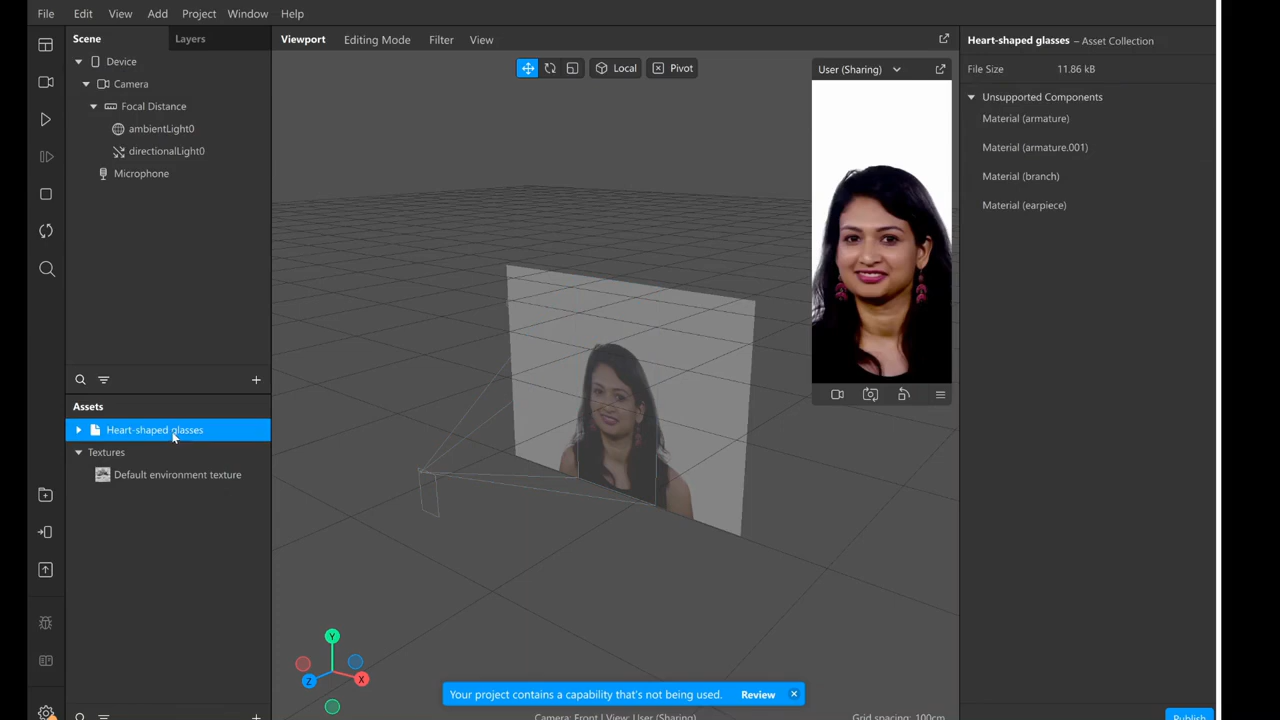 File Edit View Add Project Window Help
Scene Layers
Device
Camera
Focal Distance
ambientLight0
directionalLight0
Microphone
Assets
Heart-shaped glasses
Textures
Default environment texture
Viewport Editing Mode Filter View
Local Pivot
User (Sharing)
Y
Z X
Your project contains a capability that's not being used. Review
Camera: Front | View: User (Sharing) Grid spacing: 100cm
Heart-shaped glasses – Asset Collection
File Size 11.86 kB
Unsupported Components
Material (armature)
Material (armature.001)
Material (branch)
Material (earpiece)
Publish